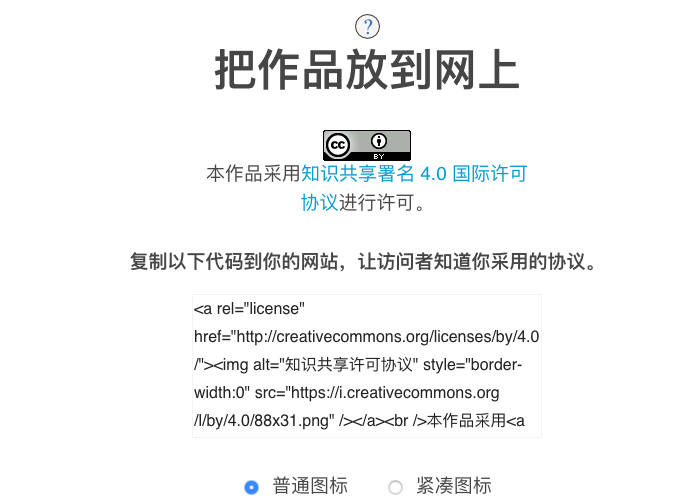 ?
把作品放到网上
cc BY
本作品采用知识共享署名 4.0 国际许可
协议进行许可。
复制以下代码到你的网站，让访问者知道你采用的协议。
<a rel="license"
href="http://creativecommons.org/licenses/by/4.0
/"><img alt="知识共享许可协议" style="border-
width:0" src="https://i.creativecommons.org
/l/by/4.0/88x31.png" /></a><br />本作品采用<a
普通图标 紧凑图标